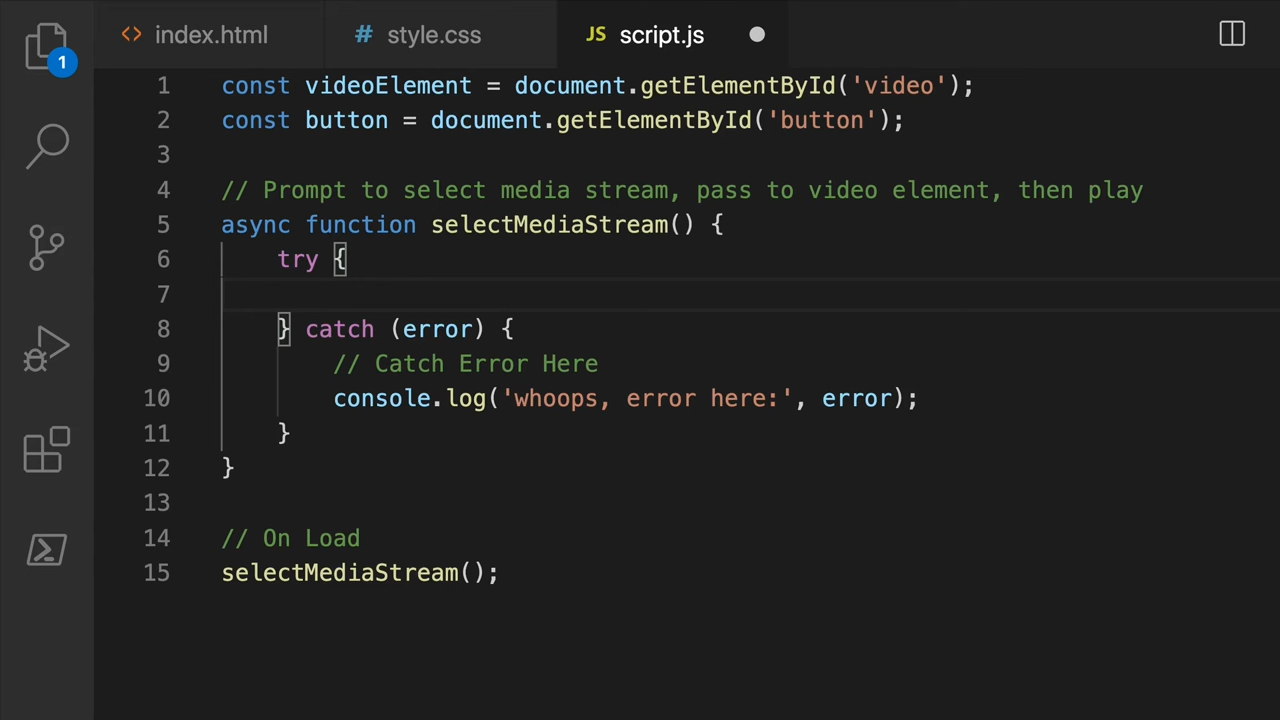 index.html
# style.css
JS script.js
1
1 const videoElement = document.getElementById('video');
2 const button = document.getElementById('button');
3
4 // Prompt to select media stream, pass to video element, then play
5 async function selectMediaStream() {
6     try {
7
8     } catch (error) {
9         // Catch Error Here
10         console.log('whoops, error here:', error);
11     }
12 }
13
14 // On Load
15 selectMediaStream();